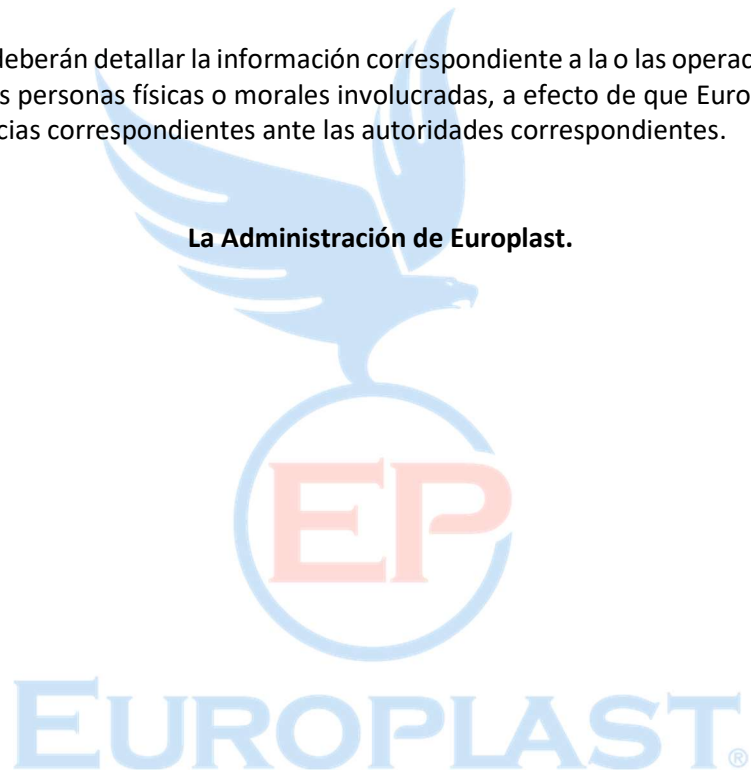 deberán detallar la información correspondiente a la o las operac
s personas físicas o morales involucradas, a efecto de que Euro
cias correspondientes ante las autoridades correspondientes.
La Administración de Europlast.
EP
EUROPLAST®